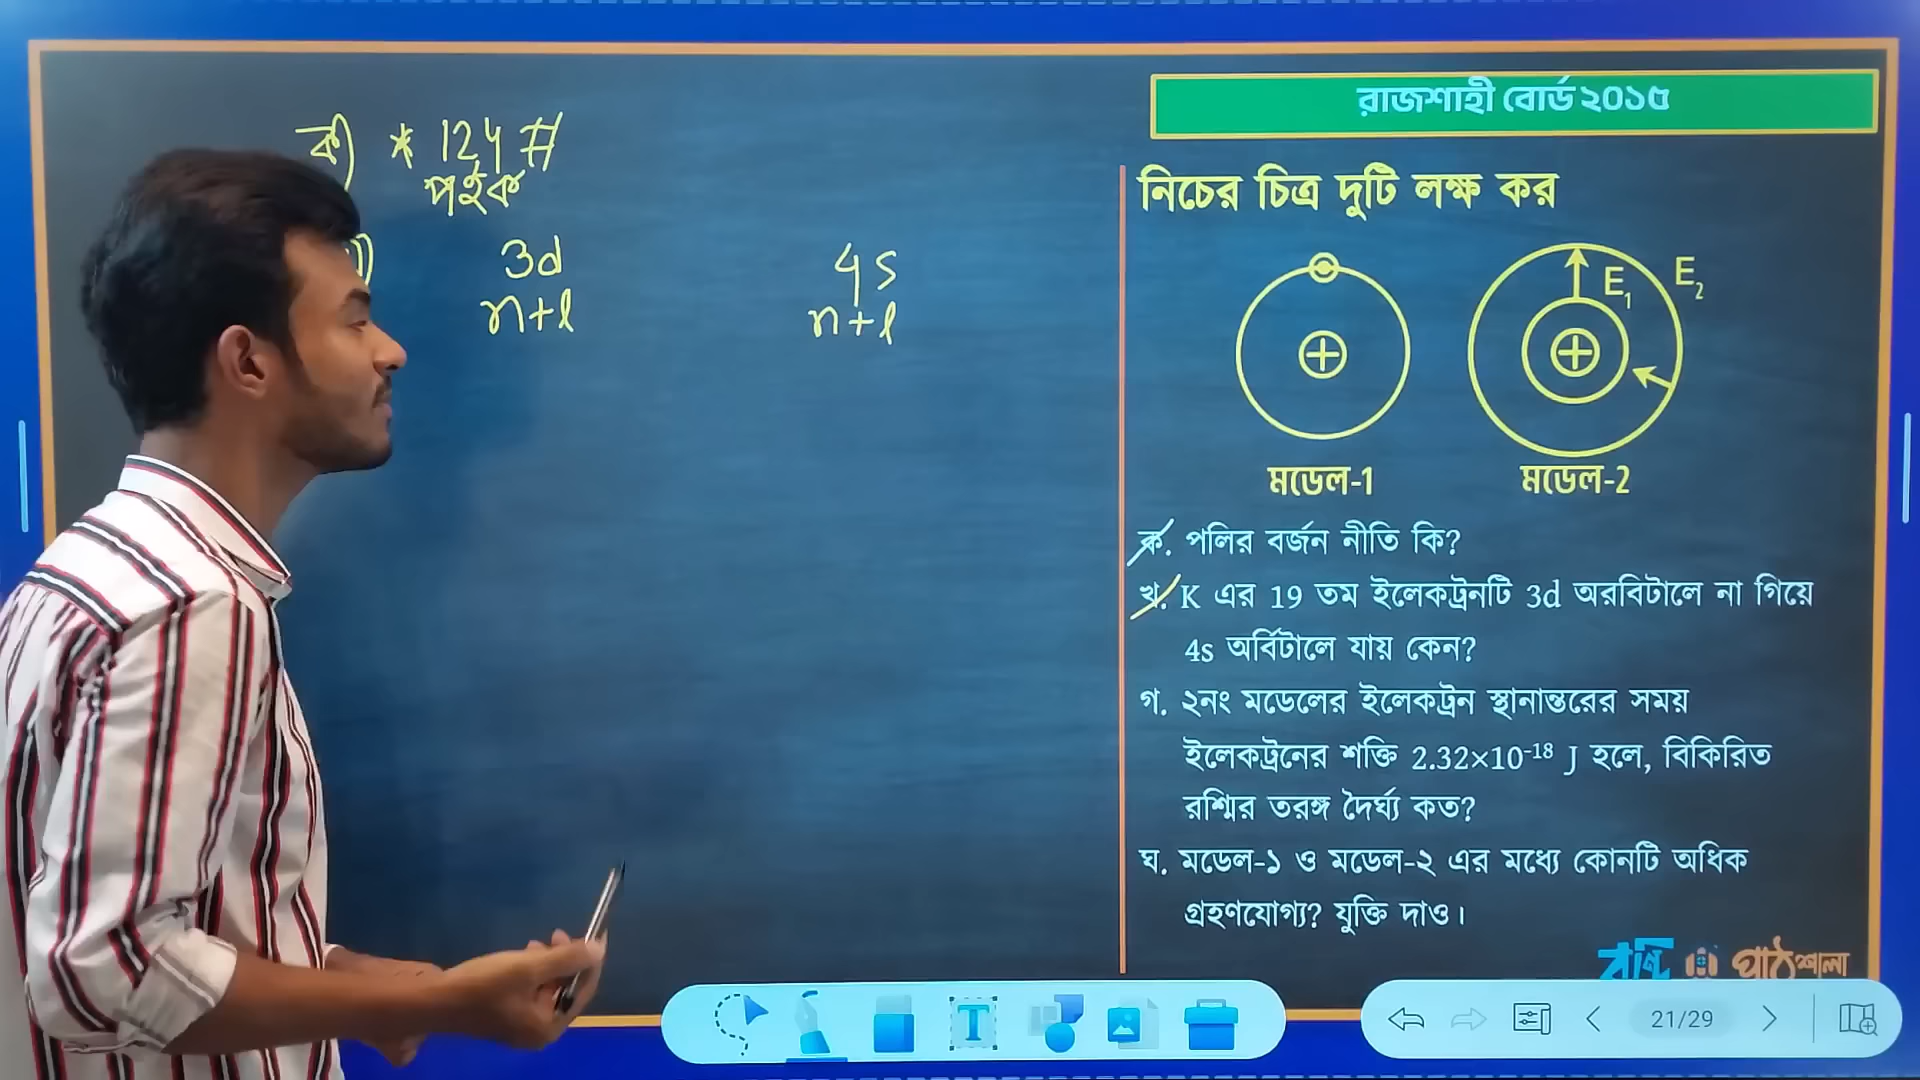 ক) * 124 #
পইর্ক
3d
4s
n+l
n+l
রাজশাহী বোর্ড ২০১৫
নিচের চিত্র দুটি লক্ষ কর
E₁
E₂
মডেল-1
মডেল-2
ক. পলির বর্জন নীতি কি?
খ. K এর 19 তম ইলেকট্রনটি 3d অরবিটালে না গিয়ে
4s অর্বিটালে যায় কেন?
গ. ২নং মডেলের ইলেকট্রন স্থানান্তরের সময়
ইলেকট্রনের শক্তি 2.32×10⁻¹⁸ J হলে, বিকিরিত
রশ্মির তরঙ্গ দৈর্ঘ্য কত?
ঘ. মডেল-১ ও মডেল-২ এর মধ্যে কোনটি অধিক
গ্রহণযোগ্য? যুক্তি দাও।
পাঠশালা
T
21/29